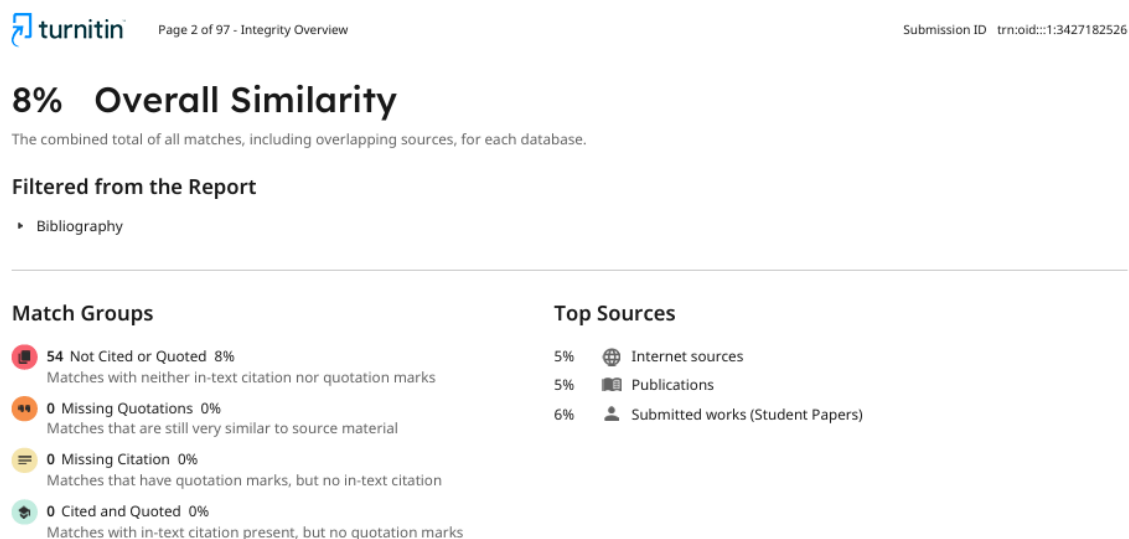 turnitin Page 2 of 97 - Integrity Overview Submission ID trn:oid:::1:3427182526
8% Overall Similarity
The combined total of all matches, including overlapping sources, for each database.
Filtered from the Report
Bibliography
Match Groups
54 Not Cited or Quoted 8%
Matches with neither in-text citation nor quotation marks
0 Missing Quotations 0%
Matches that are still very similar to source material
0 Missing Citation 0%
Matches that have quotation marks, but no in-text citation
0 Cited and Quoted 0%
Matches with in-text citation present, but no quotation marks
Top Sources
5% Internet sources
5% Publications
6% Submitted works (Student Papers)